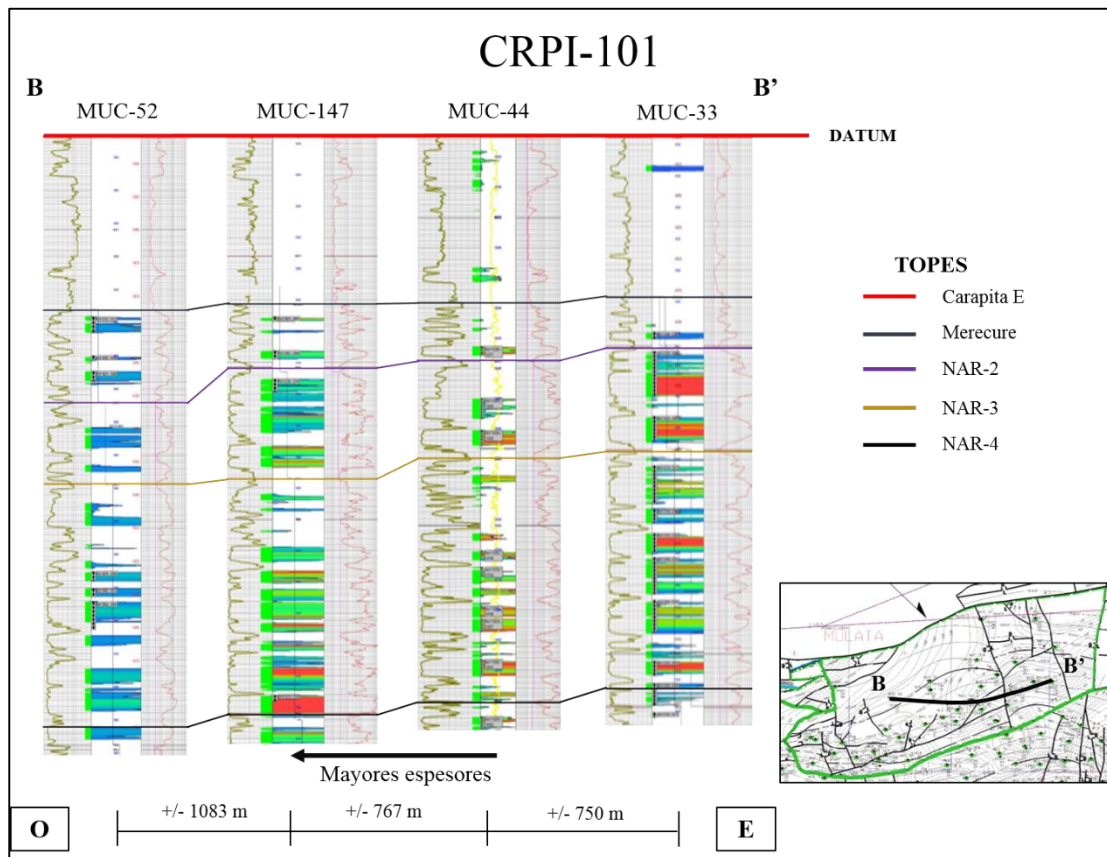 CRPI-101
B
B’
MUC-52
MUC-147
MUC-44
MUC-33
DATUM
TOPES
Carapita E
Merecure
NAR-2
NAR-3
NAR-4
MULATA
B
B’
Mayores espesores
O
+/- 1083 m
+/- 767 m
+/- 750 m
E